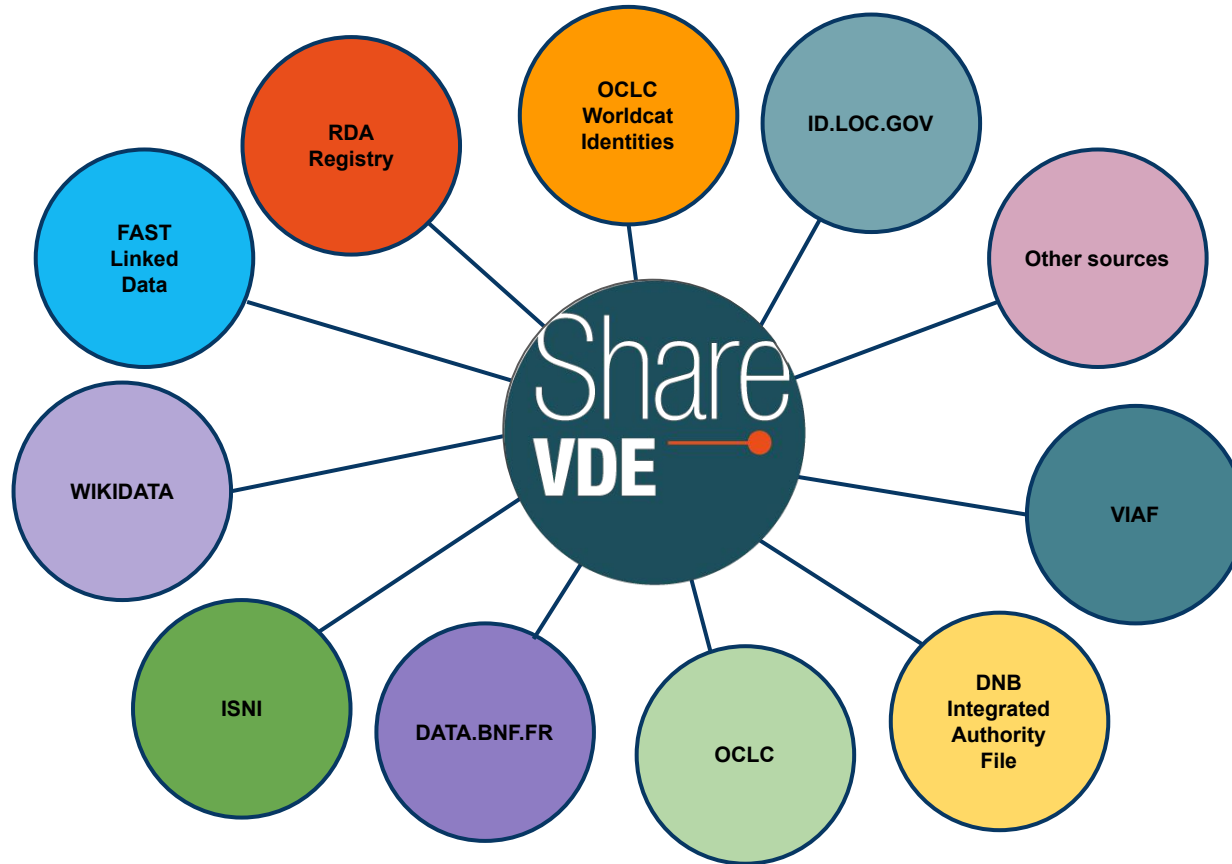 OCLC
Worldcat
Identities
ID.LOC.GOV
RDA
Registry
FAST
Linked
Data
Other sources
Share
VDE
WIKIDATA
VIAF
ISNI
DATA.BNF.FR
OCLC
DNB
Integrated
Authority
File